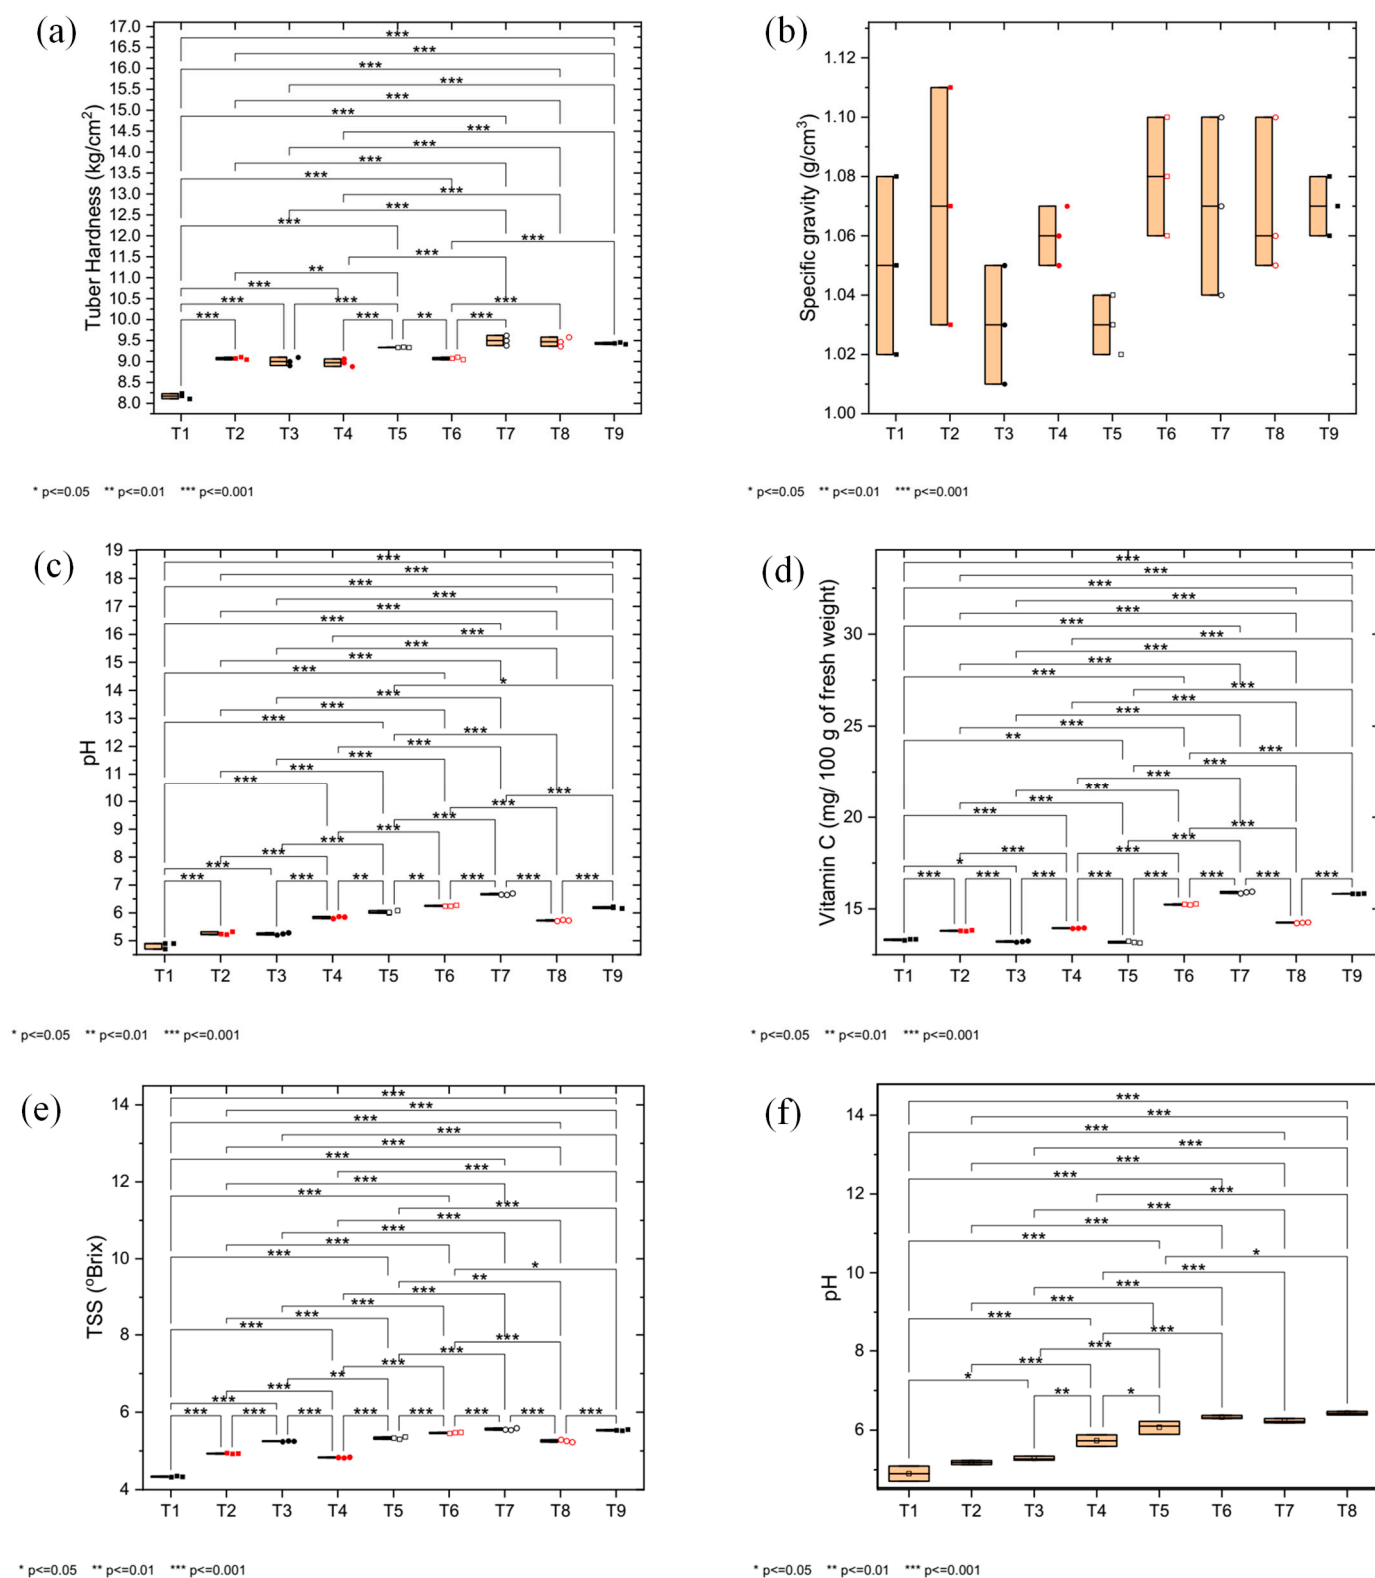 (a)
Tuber Hardness (kg/cm²)
17.0
16.5
16.0
15.5
15.0
14.5
14.0
13.5
13.0
12.5
12.0
11.5
11.0
10.5
10.0
9.5
9.0
8.5
8.0
T1 T2 T3 T4 T5 T6 T7 T8 T9
* p<=0.05 ** p<=0.01 *** p<=0.001
(b)
Specific gravity (g/cm³)
1.12
1.10
1.08
1.06
1.04
1.02
1.00
T1 T2 T3 T4 T5 T6 T7 T8 T9
* p<=0.05 ** p<=0.01 *** p<=0.001
(c)
pH
19
18
17
16
15
14
13
12
11
10
9
8
7
6
5
T1 T2 T3 T4 T5 T6 T7 T8 T9
* p<=0.05 ** p<=0.01 *** p<=0.001
(d)
Vitamin C (mg/ 100 g of fresh weight)
30
25
20
15
T1 T2 T3 T4 T5 T6 T7 T8 T9
* p<=0.05 ** p<=0.01 *** p<=0.001
(e)
TSS (⁰Brix)
14
12
10
8
6
4
T1 T2 T3 T4 T5 T6 T7 T8 T9
* p<=0.05 ** p<=0.01 *** p<=0.001
(f)
pH
14
12
10
8
6
T1 T2 T3 T4 T5 T6 T7 T8
* p<=0.05 ** p<=0.01 *** p<=0.001